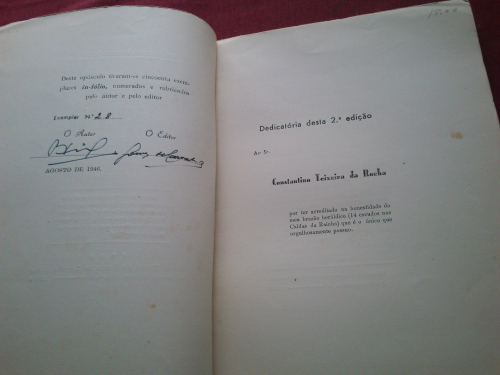 Deste opúsculo tiraram-se cincoenta exem-
plares in-fólio, numerados e rubricados
pelo autor e pelo editor
Exemplar N.º 28
O Autor O Editor
AGOSTO DE 1946.
Dedicatória desta 2.ª edição
Ao Sr.
Constantino Teixeira da Rocha
por ter acreditado na honestidade do
meu brazão heráldico (14 escudos nas
Caldas da Rainha) que é o único que
orgulhosamente possuo.